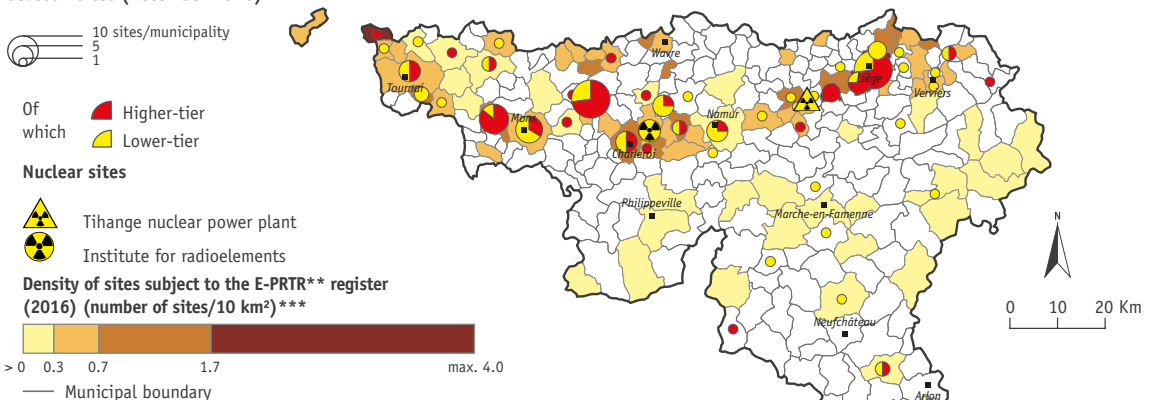 10 sites/municipality
5
1
Of
which
Higher-tier
Lower-tier
Nuclear sites
Tihange nuclear power plant
Institute for radioelements
Density of sites subject to the E-PRTR** register
(2016) (number of sites/10 km²)***
> 0 0.3 0.7 1.7 max. 4.0
Municipal boundary
Wavre
Tournai
Mons
Charleroi
Namur
Liège
Verviers
Philippeville
Marche-en-Famenne
Neufchâteau
Arlon
N
0 10 20 Km